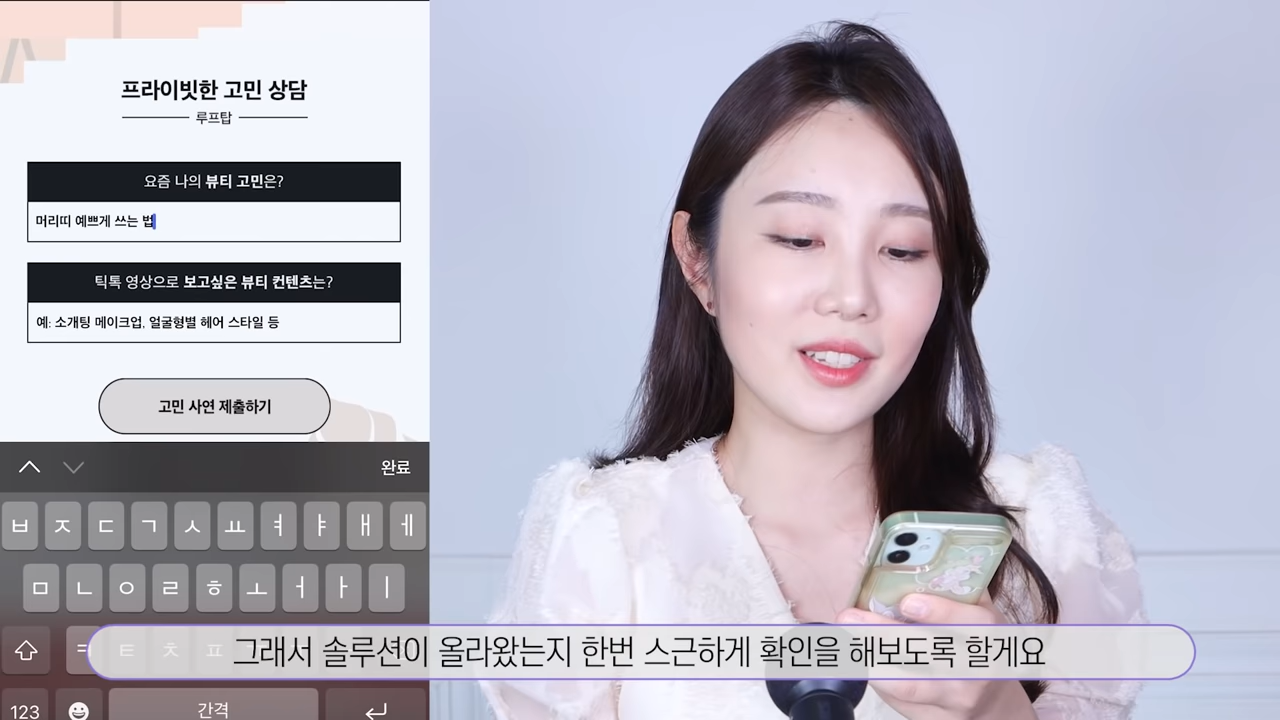 프라이빗한 고민 상담
루프탑
요즘 나의 뷰티 고민은?
머리띠 예쁘게 쓰는 법
틱톡 영상으로 보고싶은 뷰티 컨텐츠는?
예: 소개팅 메이크업, 얼굴형별 헤어 스타일 등
고민 사연 제출하기
완료
ㅂ ㅈ ㄷ ㄱ ㅅ ㅛ ㅕ ㅑ ㅐ ㅔ
ㅁ ㄴ ㅇ ㄹ ㅎ ㅗ ㅓ ㅏ ㅣ
ㅋ ㅌ ㅊ ㅍ
그래서 솔루션이 올라왔는지 한번 스근하게 확인을 해보도록 할게요
123 간격